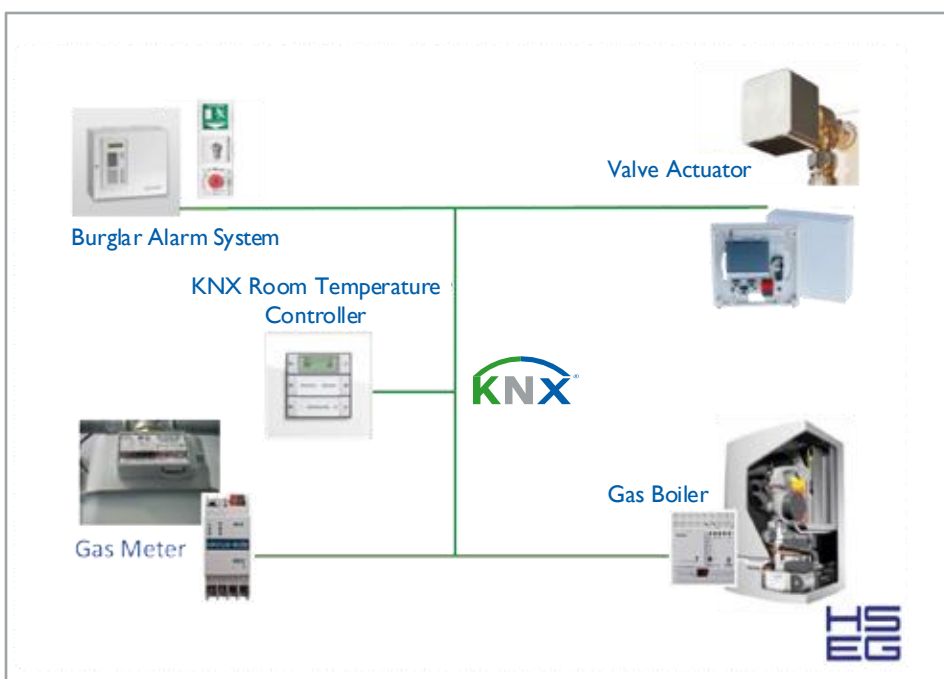 Valve Actuator
Burglar Alarm System
KNX Room Temperature
Controller
KNX
Gas Boiler
Gas Meter
HS
EG